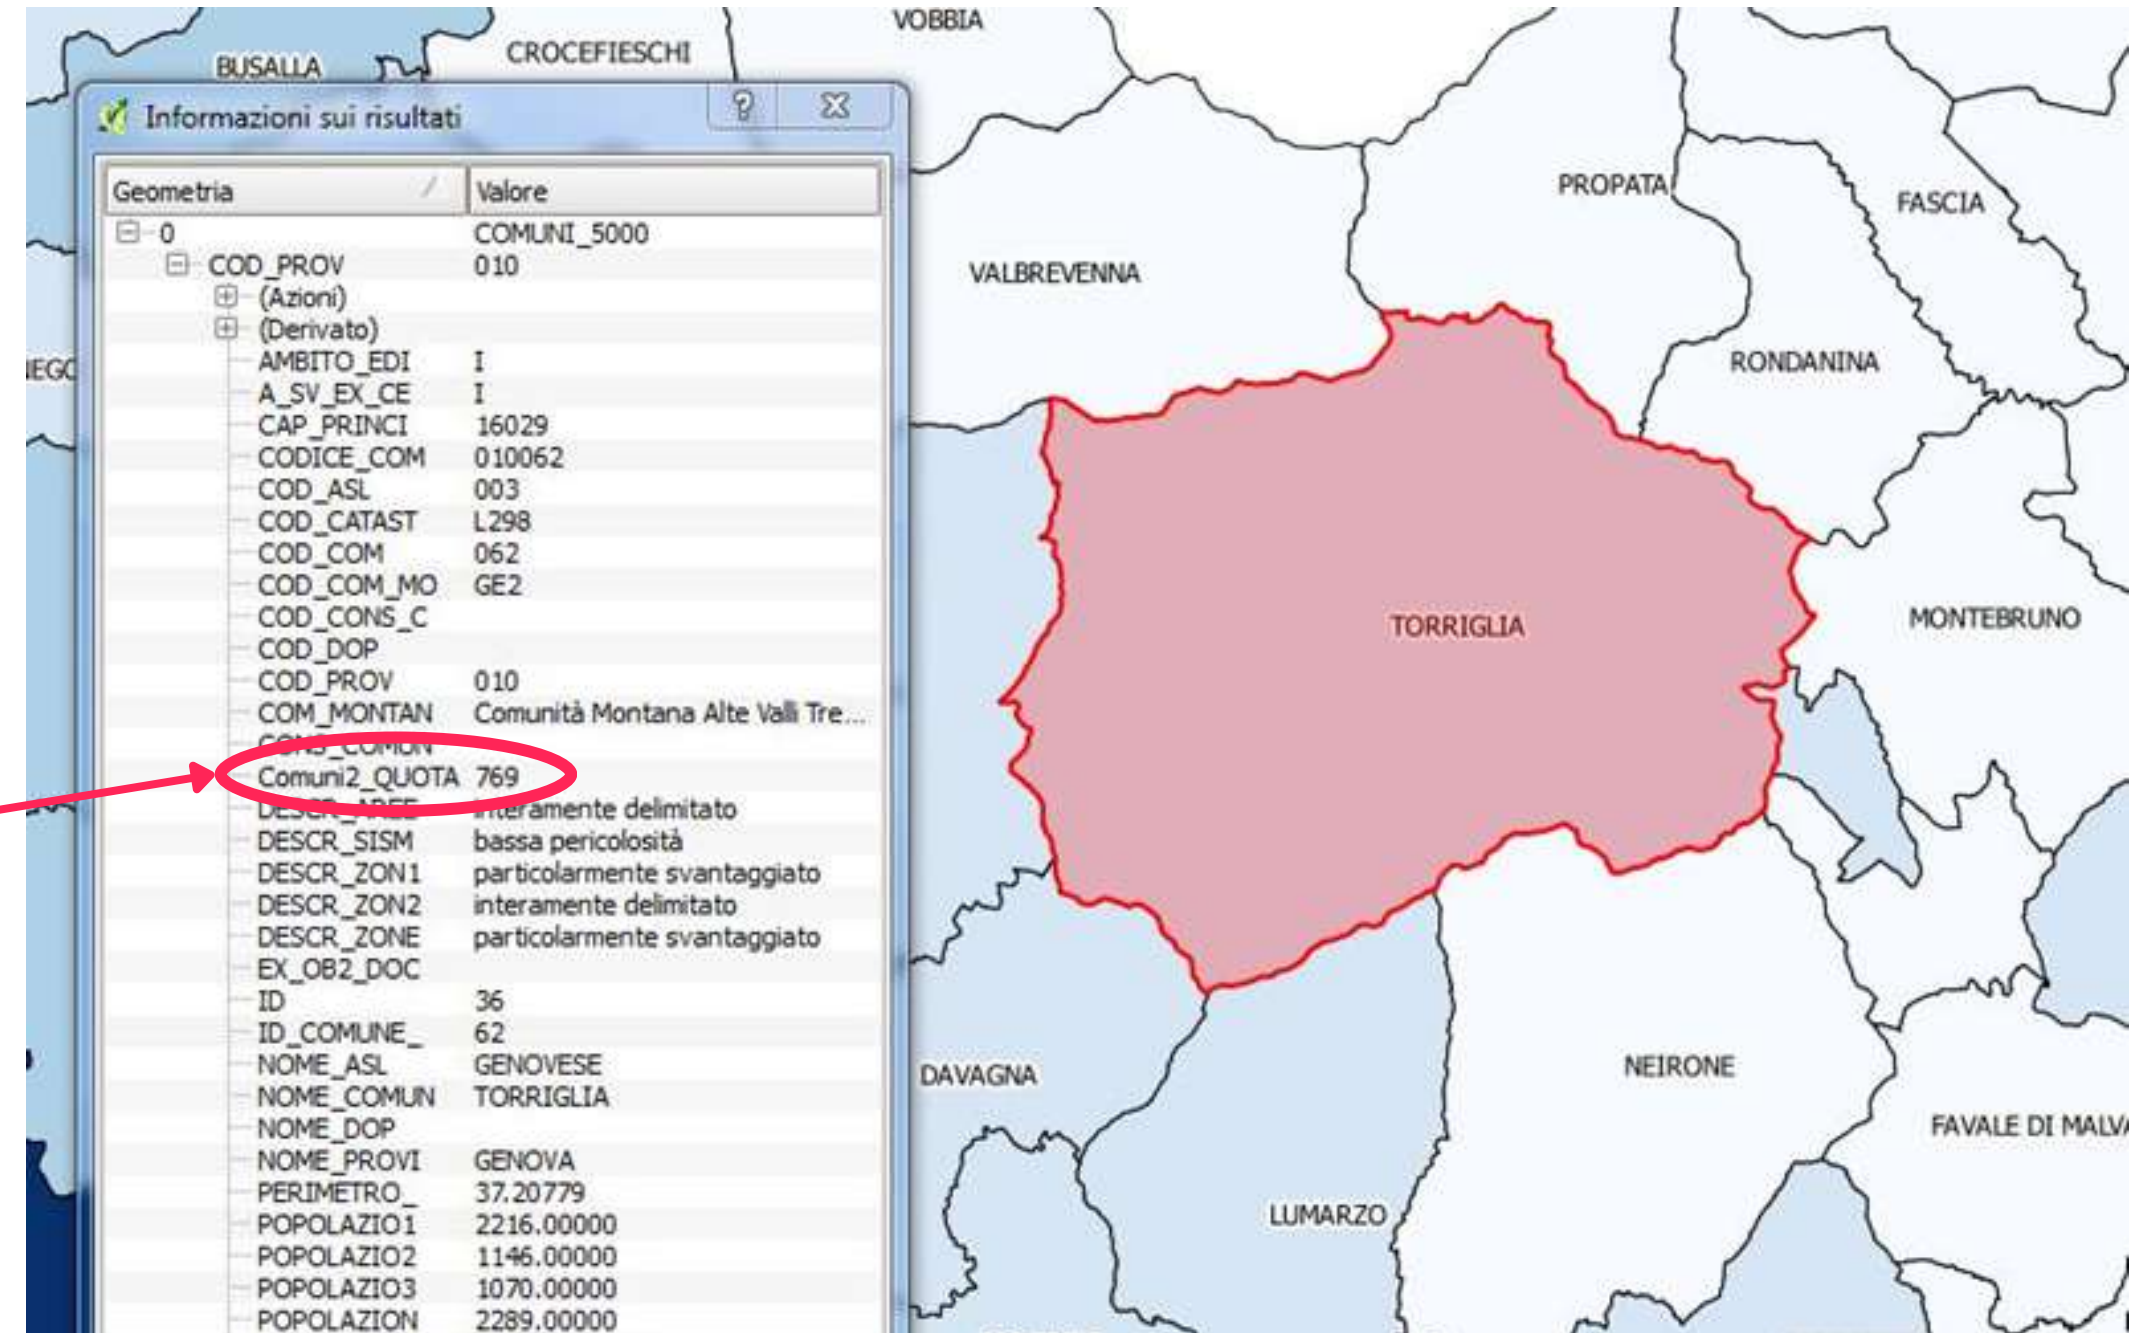 VOBBIA
CROCEFIESCHI
BUSALLA
Informazioni sui risultati
Geometria Valore
0 COMUNI_5000
COD_PROV 010
(Azioni)
(Derivato)
AMBITO_EDI I
A_SV_EX_CE I
CAP_PRINCI 16029
CODICE_COM 010062
COD_ASL 003
COD_CATAST L298
COD_COM 062
COD_COM_MO GE2
COD_CONS_C
COD_DOP
COD_PROV 010
COM_MONTAN Comunità Montana Alte Valli Tre...
CONS_COMUN
Comuni2_QUOTA 769
DESCR_AREE interamente delimitato
DESCR_SISM bassa pericolosità
DESCR_ZON1 particolarmente svantaggiato
DESCR_ZON2 interamente delimitato
DESCR_ZONE particolarmente svantaggiato
EX_OB2_DOC
ID 36
ID_COMUNE_ 62
NOME_ASL GENOVESE
NOME_COMUN TORRIGLIA
NOME_DOP
NOME_PROVI GENOVA
PERIMETRO_ 37.20779
POPOLAZIO1 2216.00000
POPOLAZIO2 1146.00000
POPOLAZIO3 1070.00000
POPOLAZION 2289.00000
PROPATA
FASCIA
VALBREVENNA
RONDANINA
TORRIGLIA
MONTEBRUNO
DAVAGNA
NEIRONE
FAVALE DI MALVA
LUMARZO